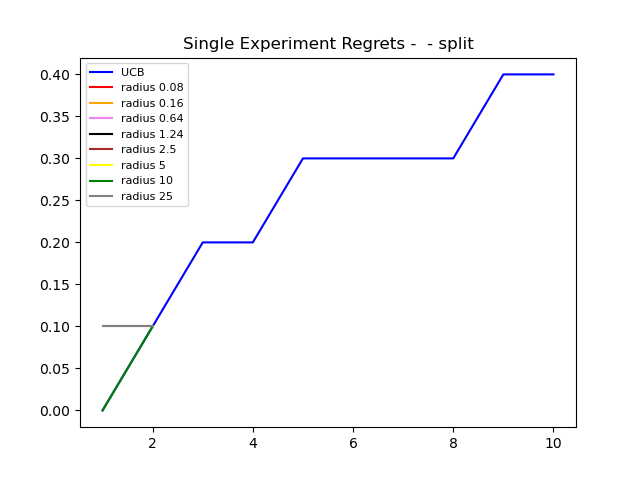 Single Experiment Regrets -  - split
0.40
0.35
0.30
0.25
0.20
0.15
0.10
0.05
0.00
UCB
radius 0.08
radius 0.16
radius 0.64
radius 1.24
radius 2.5
radius 5
radius 10
radius 25
2
4
6
8
10